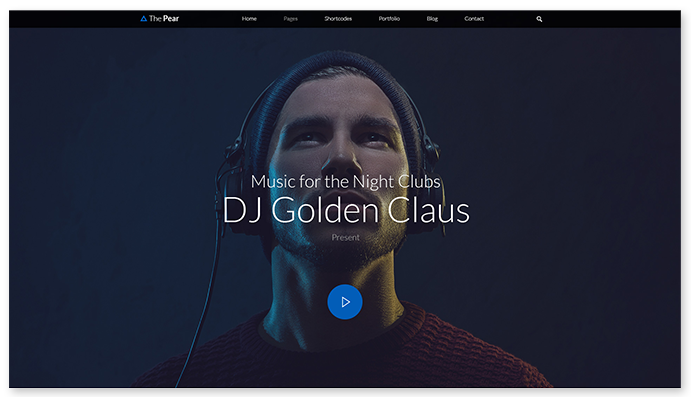 The Pear Home Pages Shortcodes Portfolio Blog Contact
Music for the Night Clubs
DJ Golden Claus
Present